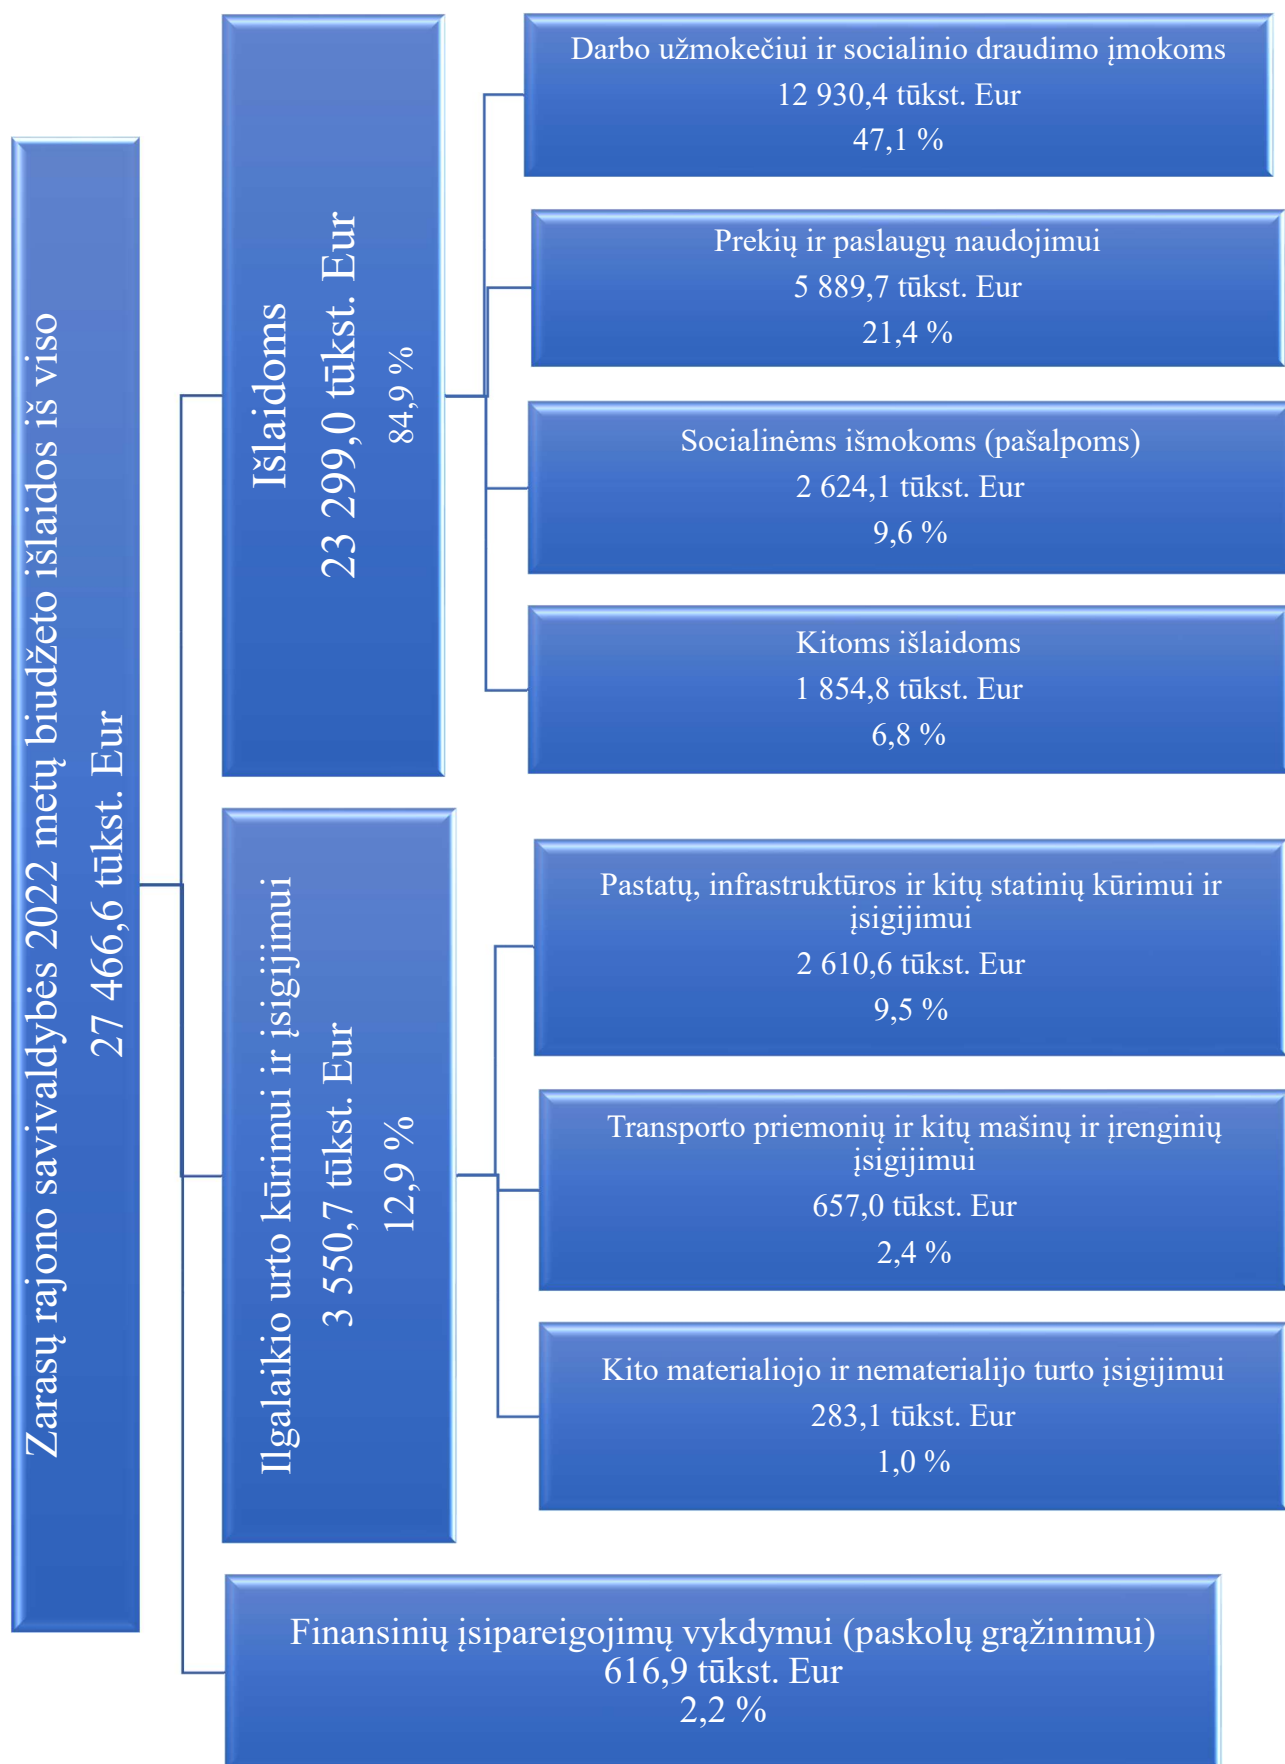 Zarasų rajono savivaldybės 2022 metų biudžeto išlaidos iš viso
27 466,6 tūkst. Eur
Išlaidoms
23 299,0 tūkst. Eur
84,9 %
Darbo užmokečiui ir socialinio draudimo įmokoms
12 930,4 tūkst. Eur
47,1 %
Prekių ir paslaugų naudojimui
5 889,7 tūkst. Eur
21,4 %
Socialinėms išmokoms (pašalpoms)
2 624,1 tūkst. Eur
9,6 %
Kitoms išlaidoms
1 854,8 tūkst. Eur
6,8 %
Ilgalaikio urto kūrimui ir įsigijimui
3 550,7 tūkst. Eur
12,9 %
Pastatų, infrastruktūros ir kitų statinių kūrimui ir
įsigijimui
2 610,6 tūkst. Eur
9,5 %
Transporto priemonių ir kitų mašinų ir įrenginių
įsigijimui
657,0 tūkst. Eur
2,4 %
Kito materialiojo ir nematerialijo turto įsigijimui
283,1 tūkst. Eur
1,0 %
Finansinių įsipareigojimų vykdymui (paskolų grąžinimui)
616,9 tūkst. Eur
2,2 %